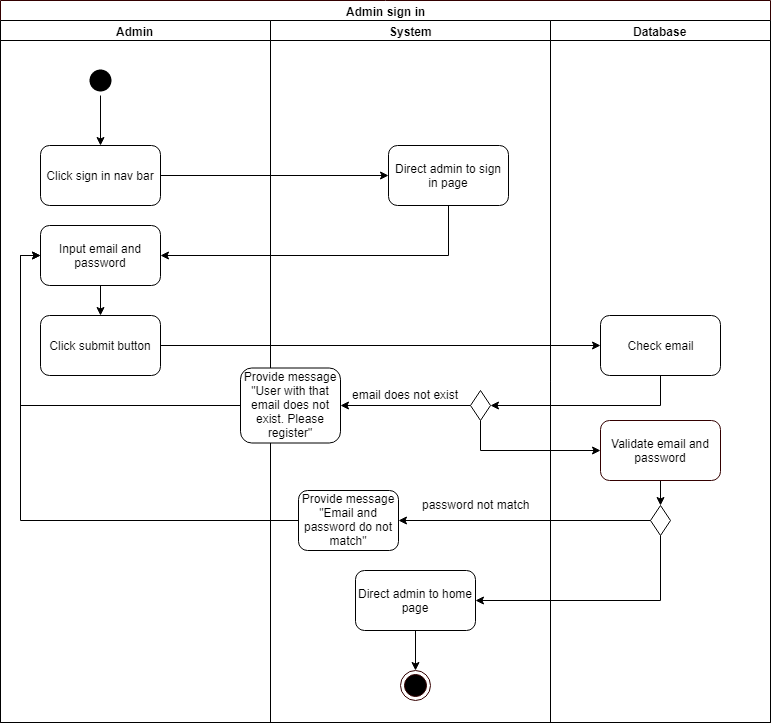 Admin sign in
Admin
System
Database
Click sign in nav bar
Direct admin to sign
in page
Input email and
password
Click submit button
Check email
Provide message
"User with that
email does not
exist. Please
register"
email does not exist
Validate email and
password
Provide message
"Email and
password do not
match"
password not match
Direct admin to home
page